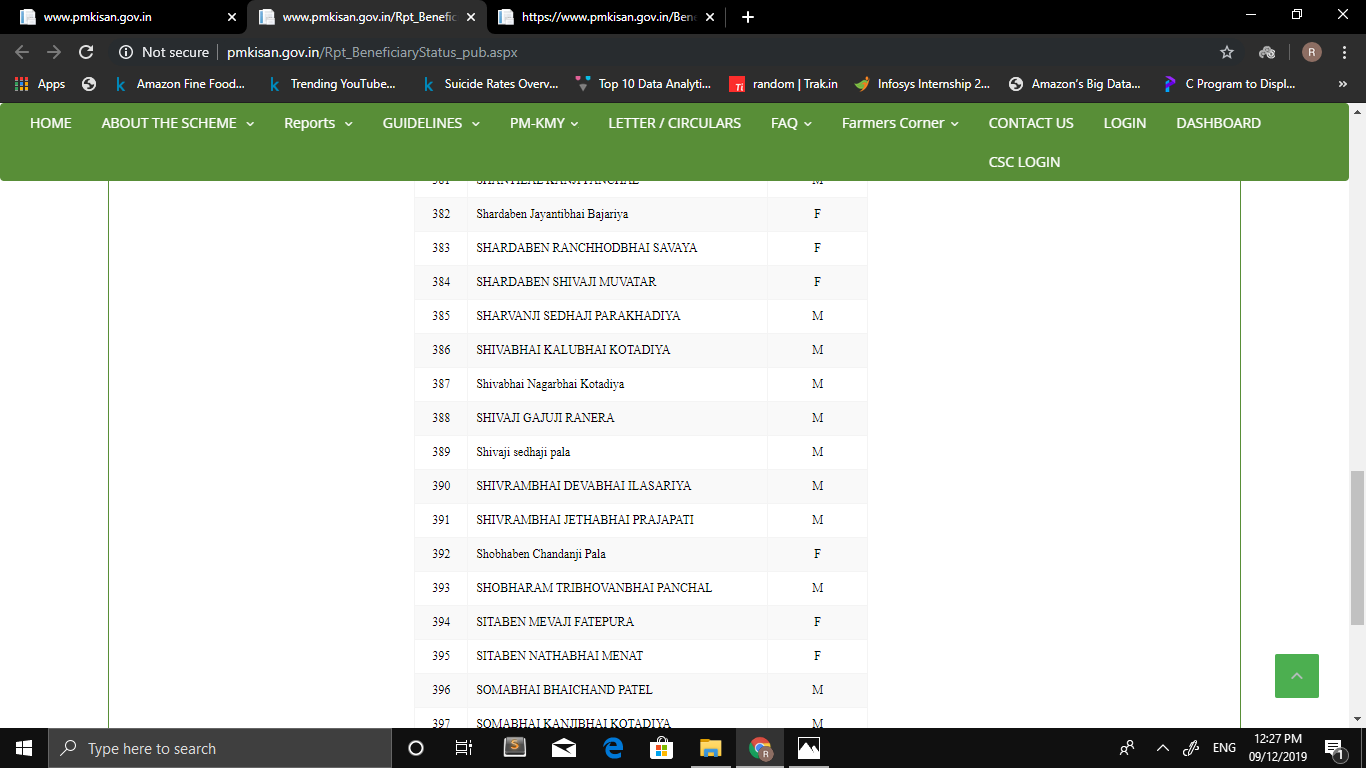 www.pmkisan.gov.in
www.pmkisan.gov.in/Rpt_Benefic
https://www.pmkisan.gov.in/Ben
Not secure
pmkisan.gov.in/Rpt_BeneficiaryStatus_pub.aspx
R
Apps
Amazon Fine Food...
Trending YouTube...
Suicide Rates Overv...
Top 10 Data Analyti...
random | Trak.in
Infosys Internship 2...
Amazon's Big Data...
C Program to Displ...
»
HOME ABOUT THE SCHEME Reports GUIDELINES PM-KMY LETTER / CIRCULARS FAQ Farmers Corner CONTACT US LOGIN DASHBOARD
CSC LOGIN
381 SHANTILAL KANJI PANCHAL M
382 Shardaben Jayantibhai Bajariya F
383 SHARDABEN RANCHHODBHAI SAVAYA F
384 SHARDABEN SHIVAJI MUVATAR F
385 SHARVANJI SEDHAJI PARAKHADIYA M
386 SHIVABHAI KALUBHAI KOTADIYA M
387 Shivabhai Nagarbhai Kotadiya M
388 SHIVAJI GAJUJI RANERA M
389 Shivaji sedhaji pala M
390 SHIVRAMBHAI DEVABHAI ILASARIYA M
391 SHIVRAMBHAI JETHABHAI PRAJAPATI M
392 Shobhaben Chandanji Pala F
393 SHOBHARAM TRIBHOVANBHAI PANCHAL M
394 SITABEN MEVAJI FATEPURA F
395 SITABEN NATHABHAI MENAT F
396 SOMABHAI BHAICHAND PATEL M
397 SOMABHAI KANJIBHAI KOTADIYA M
Type here to search
ENG
12:27 PM
09/12/2019
1